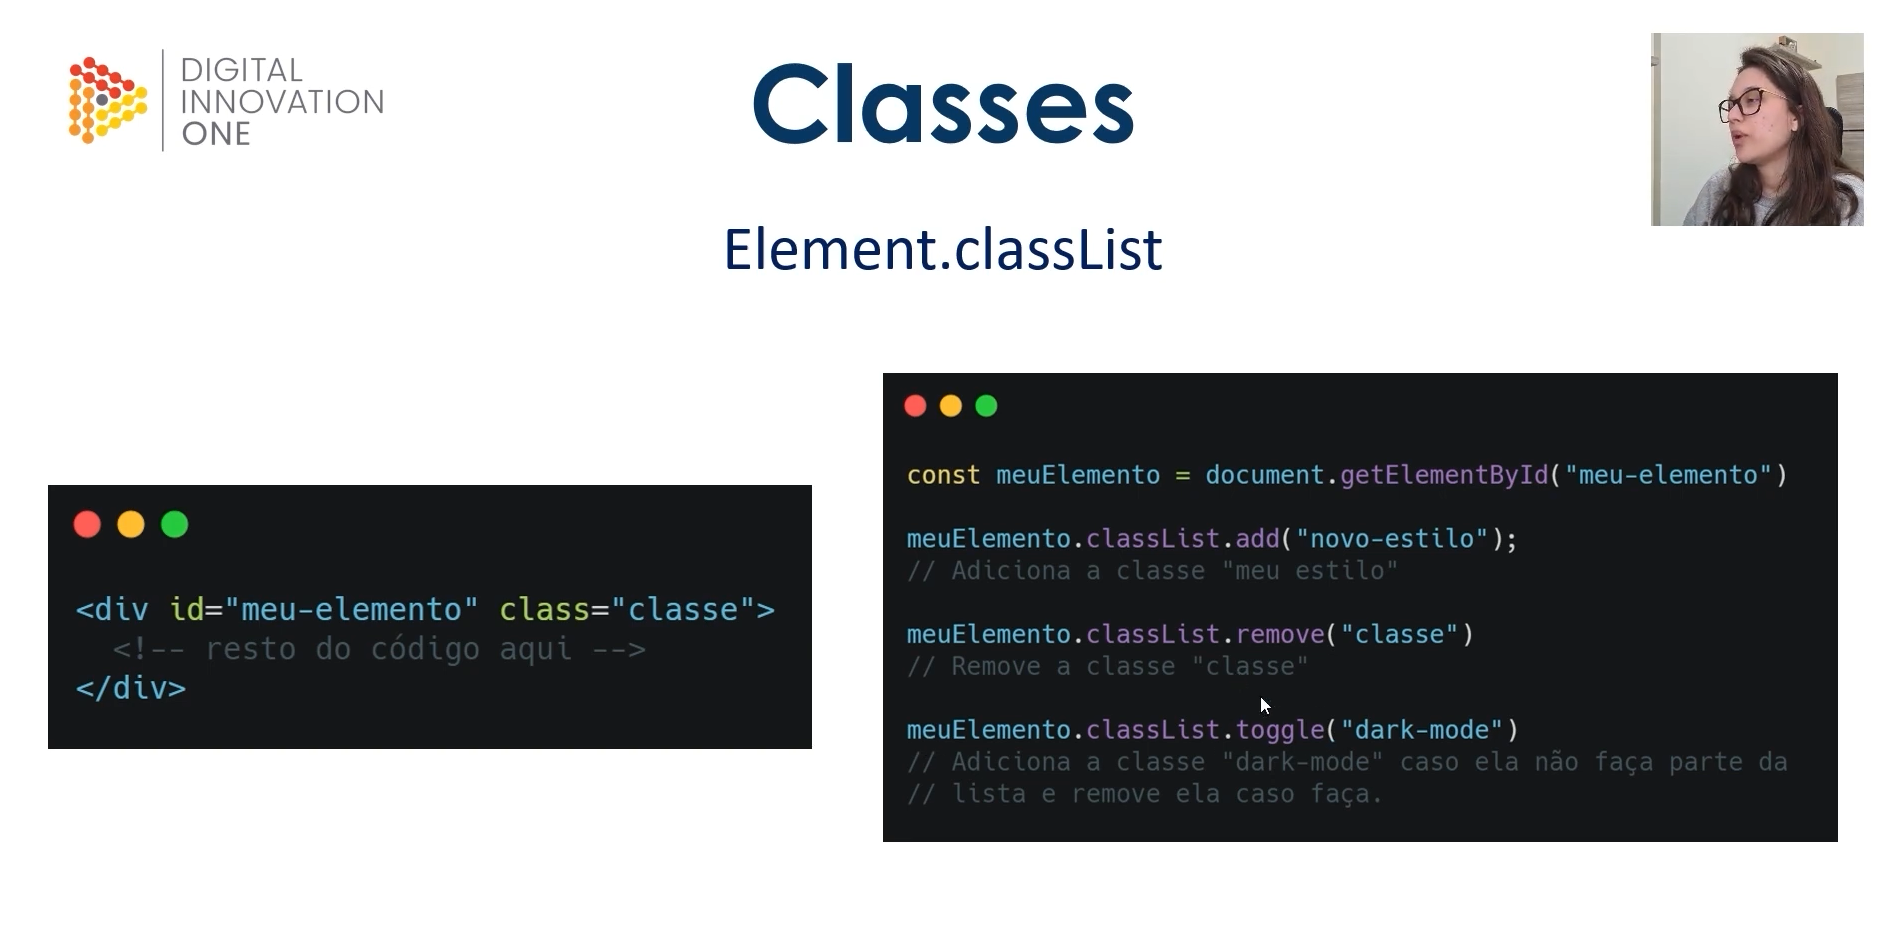 DIGITAL
INNOVATION
ONE
Classes
Element.classList
<div id="meu-elemento" class="classe">
<!-- resto do código aqui -->
</div>
const meuElemento = document.getElementById("meu-elemento")
meuElemento.classList.add("novo-estilo");
// Adiciona a classe "meu estilo"
meuElemento.classList.remove("classe")
// Remove a classe "classe"
meuElemento.classList.toggle("dark-mode")
// Adiciona a classe "dark-mode" caso ela não faça parte da
// lista e remove ela caso faça.